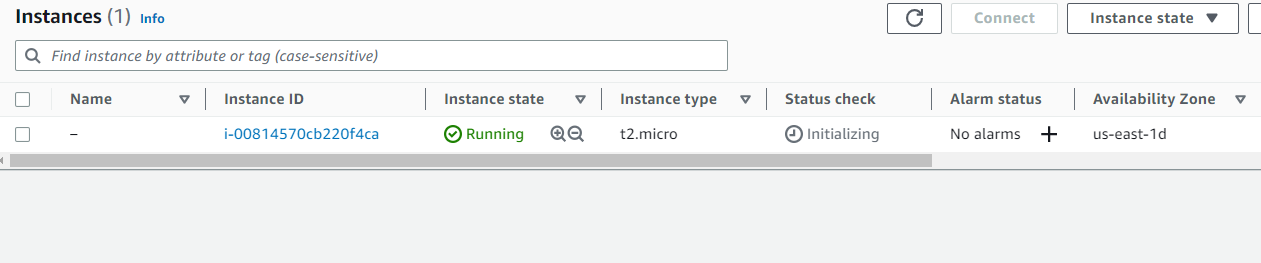 Instances (1) Info Connect Instance state
Find instance by attribute or tag (case-sensitive)
Name Instance ID Instance state Instance type Status check Alarm status Availability Zone
– i-00814570cb220f4ca Running t2.micro Initializing No alarms + us-east-1d